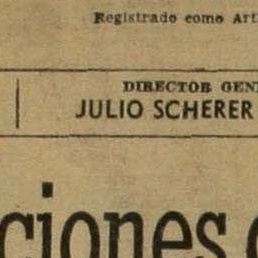 Registrado como Art
DIRECTOR GEN
JULIO SCHERER
ciones